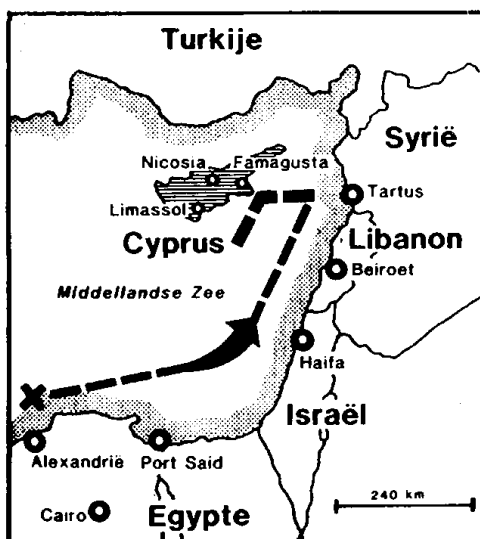 Turkije
Syrië
Nicosia
Famagusta
Limassol
Tartus
Cyprus
Libanon
Beiroet
Middellandse Zee
Haifa
Israël
Alexandrië
Port Said
240 km
Cairo
Egypte